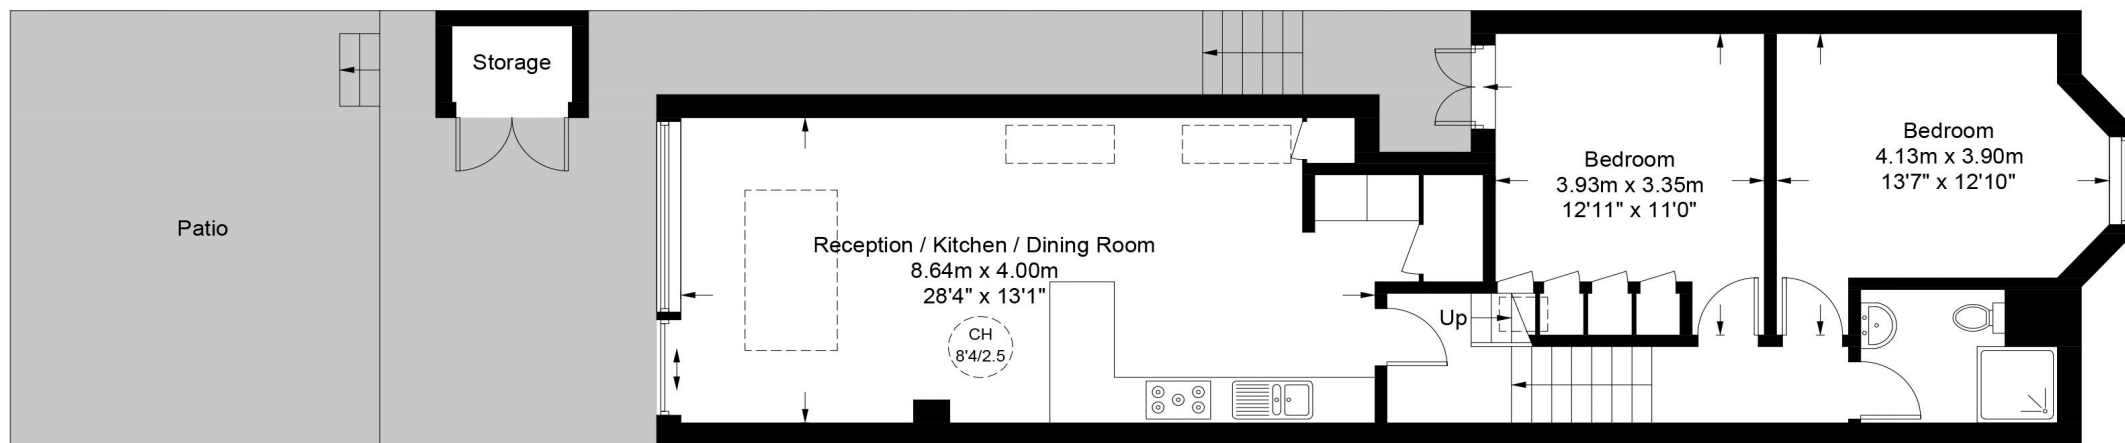 Storage
Patio
Reception / Kitchen / Dining Room
8.64m x 4.00m
28'4" x 13'1"
CH
8'4/2.5
Up
Bedroom
3.93m x 3.35m
12'11" x 11'0"
Bedroom
4.13m x 3.90m
13'7" x 12'10"